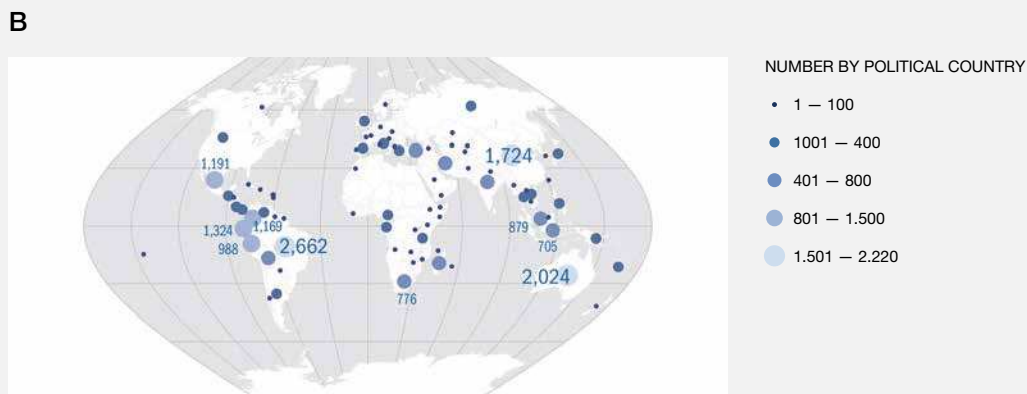 B
NUMBER BY POLITICAL COUNTRY
1 — 100
1001 — 400
401 — 800
801 — 1.500
1.501 — 2.220
1,191
1,724
1,324
1,169
988
2,662
879
705
2,024
776